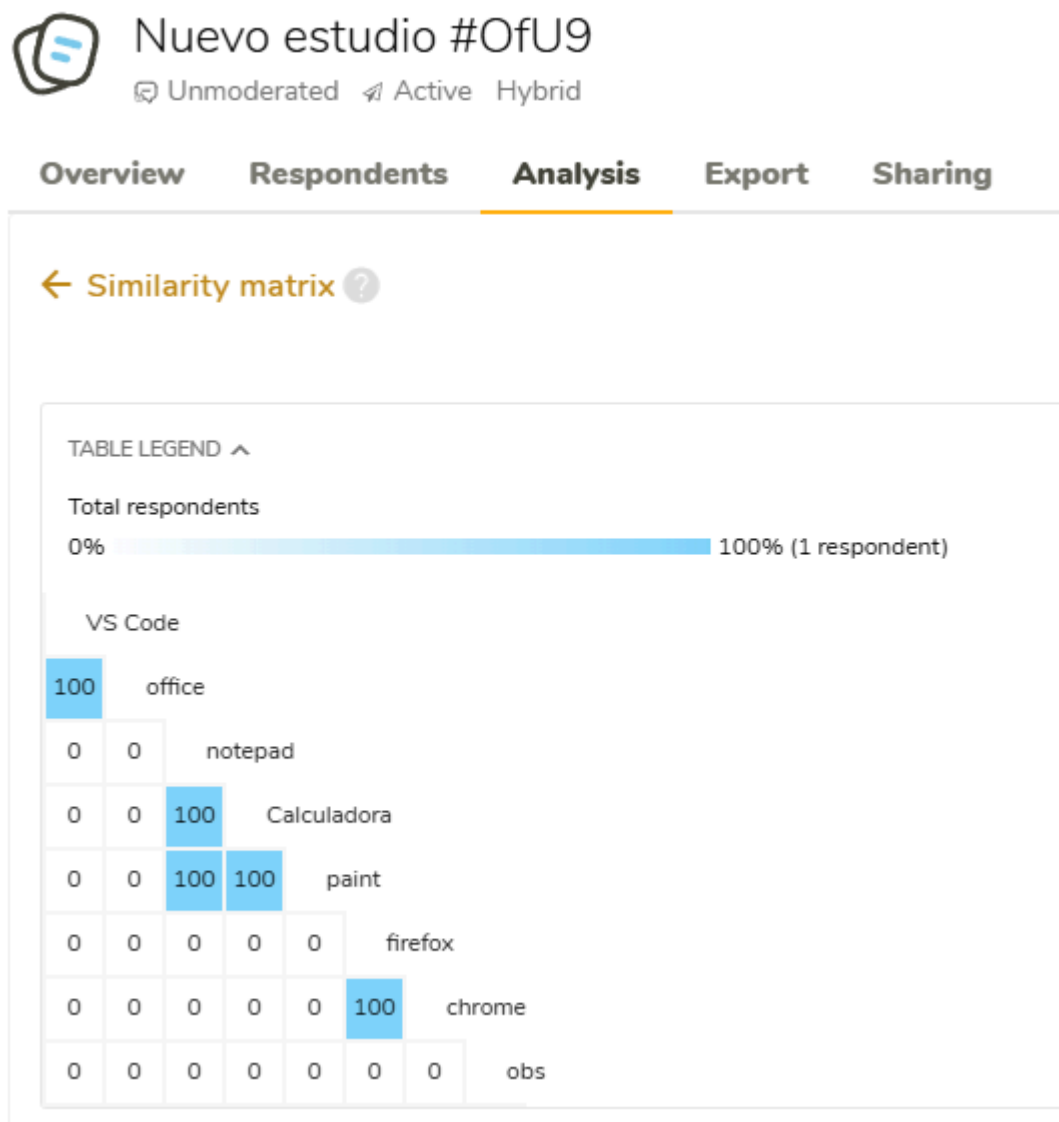 Nuevo estudio #OfU9
Unmoderated Active Hybrid
Overview Respondents Analysis Export Sharing
← Similarity matrix ?
TABLE LEGEND
Total respondents
0% 100% (1 respondent)
VS Code
100 office
0 0 notepad
0 0 100 Calculadora
0 0 100 100 paint
0 0 0 0 0 firefox
0 0 0 0 0 100 chrome
0 0 0 0 0 0 0 obs